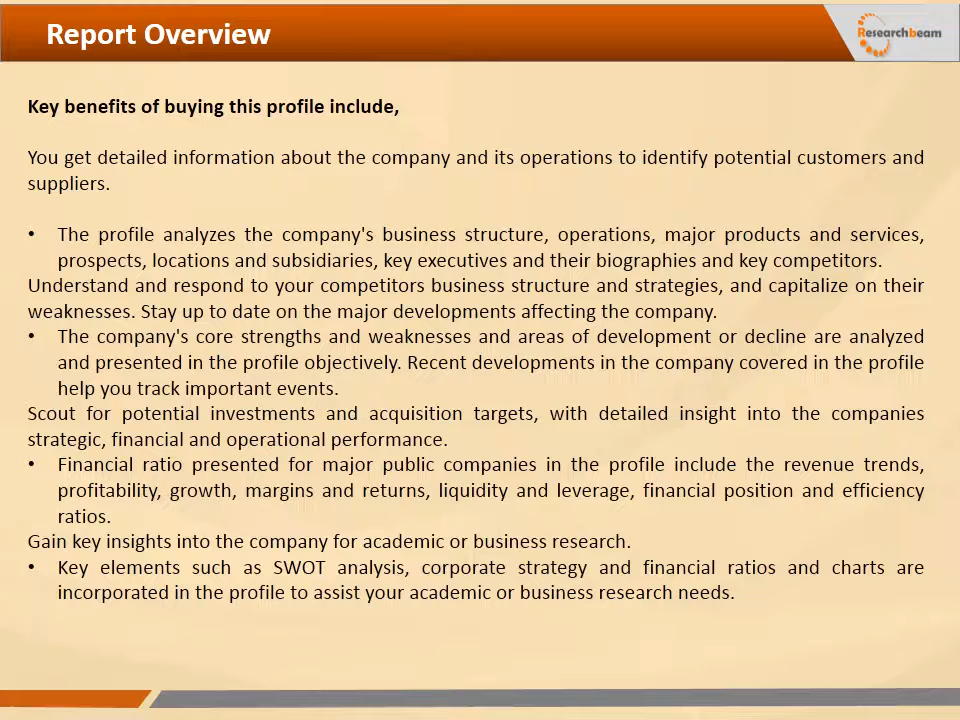 Report Overview
Researchbeam
Key benefits of buying this profile include,
You get detailed information about the company and its operations to identify potential customers and
suppliers.
• The profile analyzes the company's business structure, operations, major products and services,
prospects, locations and subsidiaries, key executives and their biographies and key competitors.
Understand and respond to your competitors business structure and strategies, and capitalize on their
weaknesses. Stay up to date on the major developments affecting the company.
• The company's core strengths and weaknesses and areas of development or decline are analyzed
and presented in the profile objectively. Recent developments in the company covered in the profile
help you track important events.
Scout for potential investments and acquisition targets, with detailed insight into the companies
strategic, financial and operational performance.
• Financial ratio presented for major public companies in the profile include the revenue trends,
profitability, growth, margins and returns, liquidity and leverage, financial position and efficiency
ratios.
Gain key insights into the company for academic or business research.
• Key elements such as SWOT analysis, corporate strategy and financial ratios and charts are
incorporated in the profile to assist your academic or business research needs.